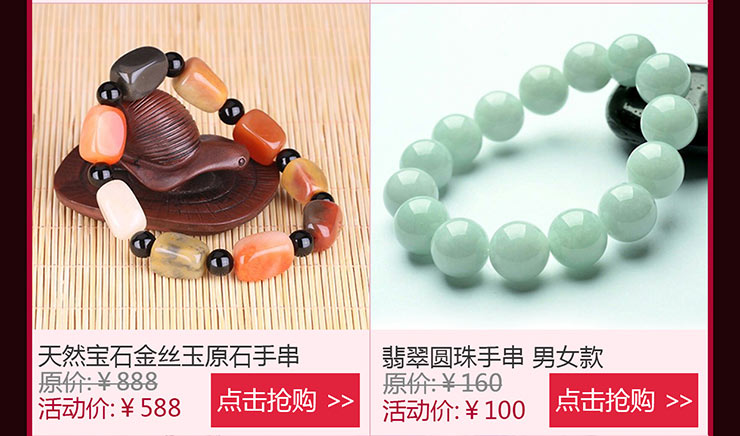 天然宝石金丝玉原石手串
原价:￥888
活动价:￥588
点击抢购 >>
翡翠圆珠手串 男女款
原价:￥160
活动价:￥100
点击抢购 >>